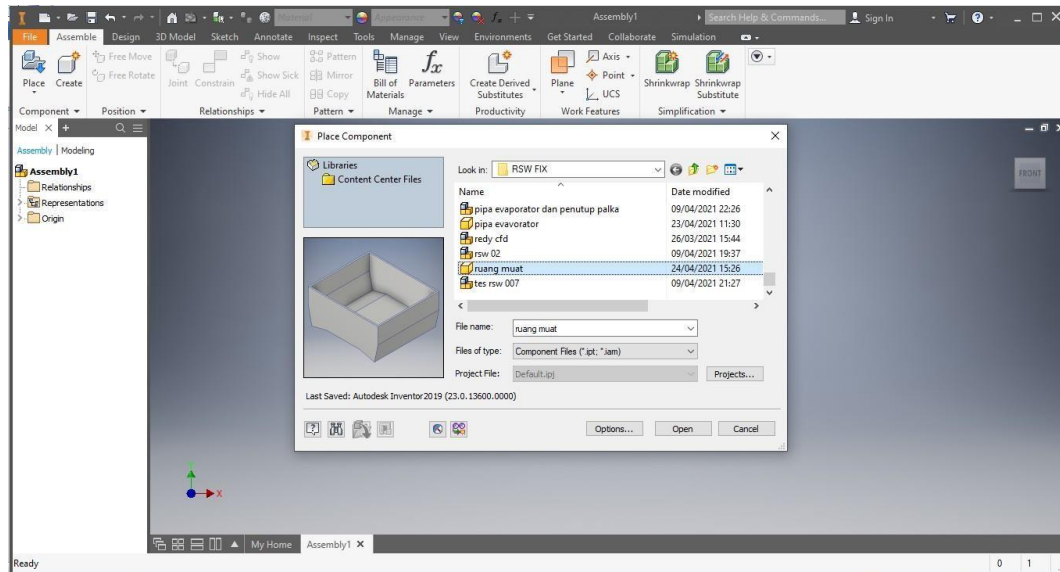 Material
Appearance
Assembly1
Search Help & Commands...
Sign In
File Assemble Design 3D Model Sketch Annotate Inspect Tools Manage View Environments Get Started Collaborate Simulation
Place
Create
Free Move
Free Rotate
Joint
Constrain
Show
Show Sick
Hide All
Pattern
Mirror
Copy
Bill of
Materials
Parameters
Create Derived
Substitutes
Plane
Axis
Point
UCS
Shrinkwrap
Shrinkwrap
Substitute
Component Position Relationships Pattern Manage Productivity Work Features Simplification
Model
Assembly | Modeling
Assembly1
Relationships
Representations
Origin
Place Component
Libraries
Content Center Files
Look in: RSW FIX
Name Date modified
pipa evaporator dan penutup palka 09/04/2021 22:26
pipa evavorator 23/04/2021 11:30
redy cfd 26/03/2021 15:44
rsw 02 09/04/2021 19:37
ruang muat 24/04/2021 15:26
tes rsw 007 09/04/2021 21:27
File name: ruang muat
Files of type: Component Files (*.ipt; *.iam)
Project File: Default.ipj Projects...
Last Saved: Autodesk Inventor 2019 (23.0.13600.0000)
Options... Open Cancel
FRONT
Y
X
My Home Assembly1
Ready 0 1